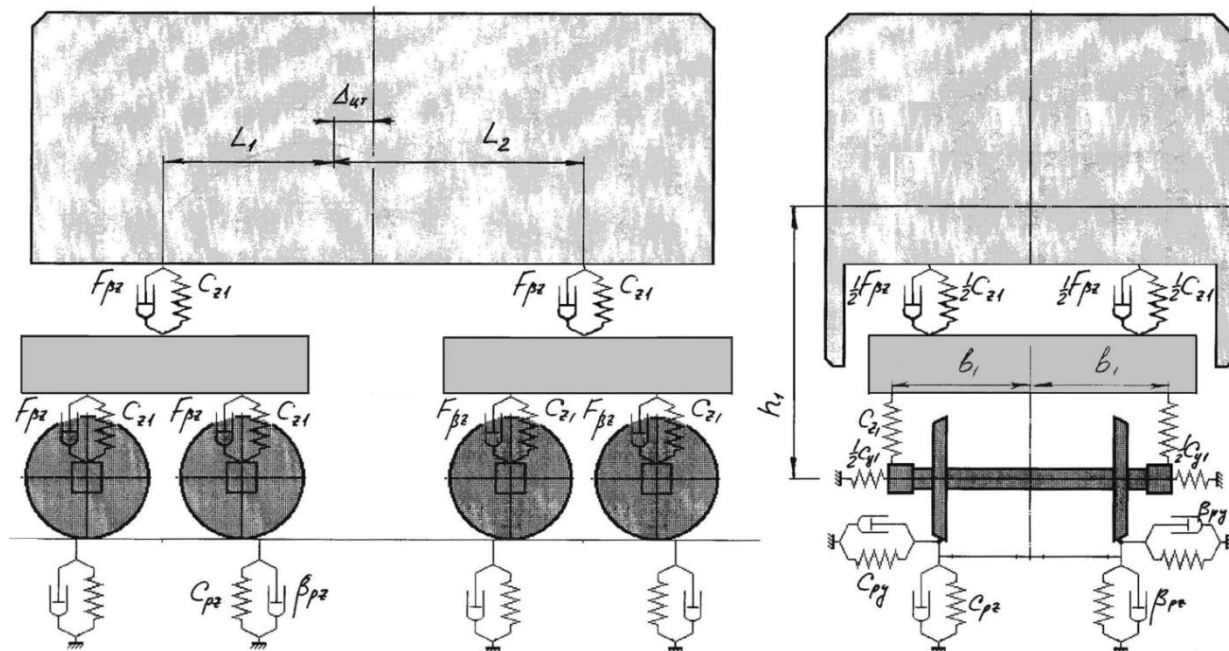 Δцт
L₁
L₂
Fβz
Cz1
Fβz
Cz1
½Fβz
½Cz1
½Fβz
½Cz1
h₁
b₁
b₁
Fβz
Cz1
Fβz
Cz1
Fβz
Cz1
Fβz
Cz1
Cz1
½Cy1
½Cy1
βpy
Cpy
Cpz
βpz
Cpz
βpz